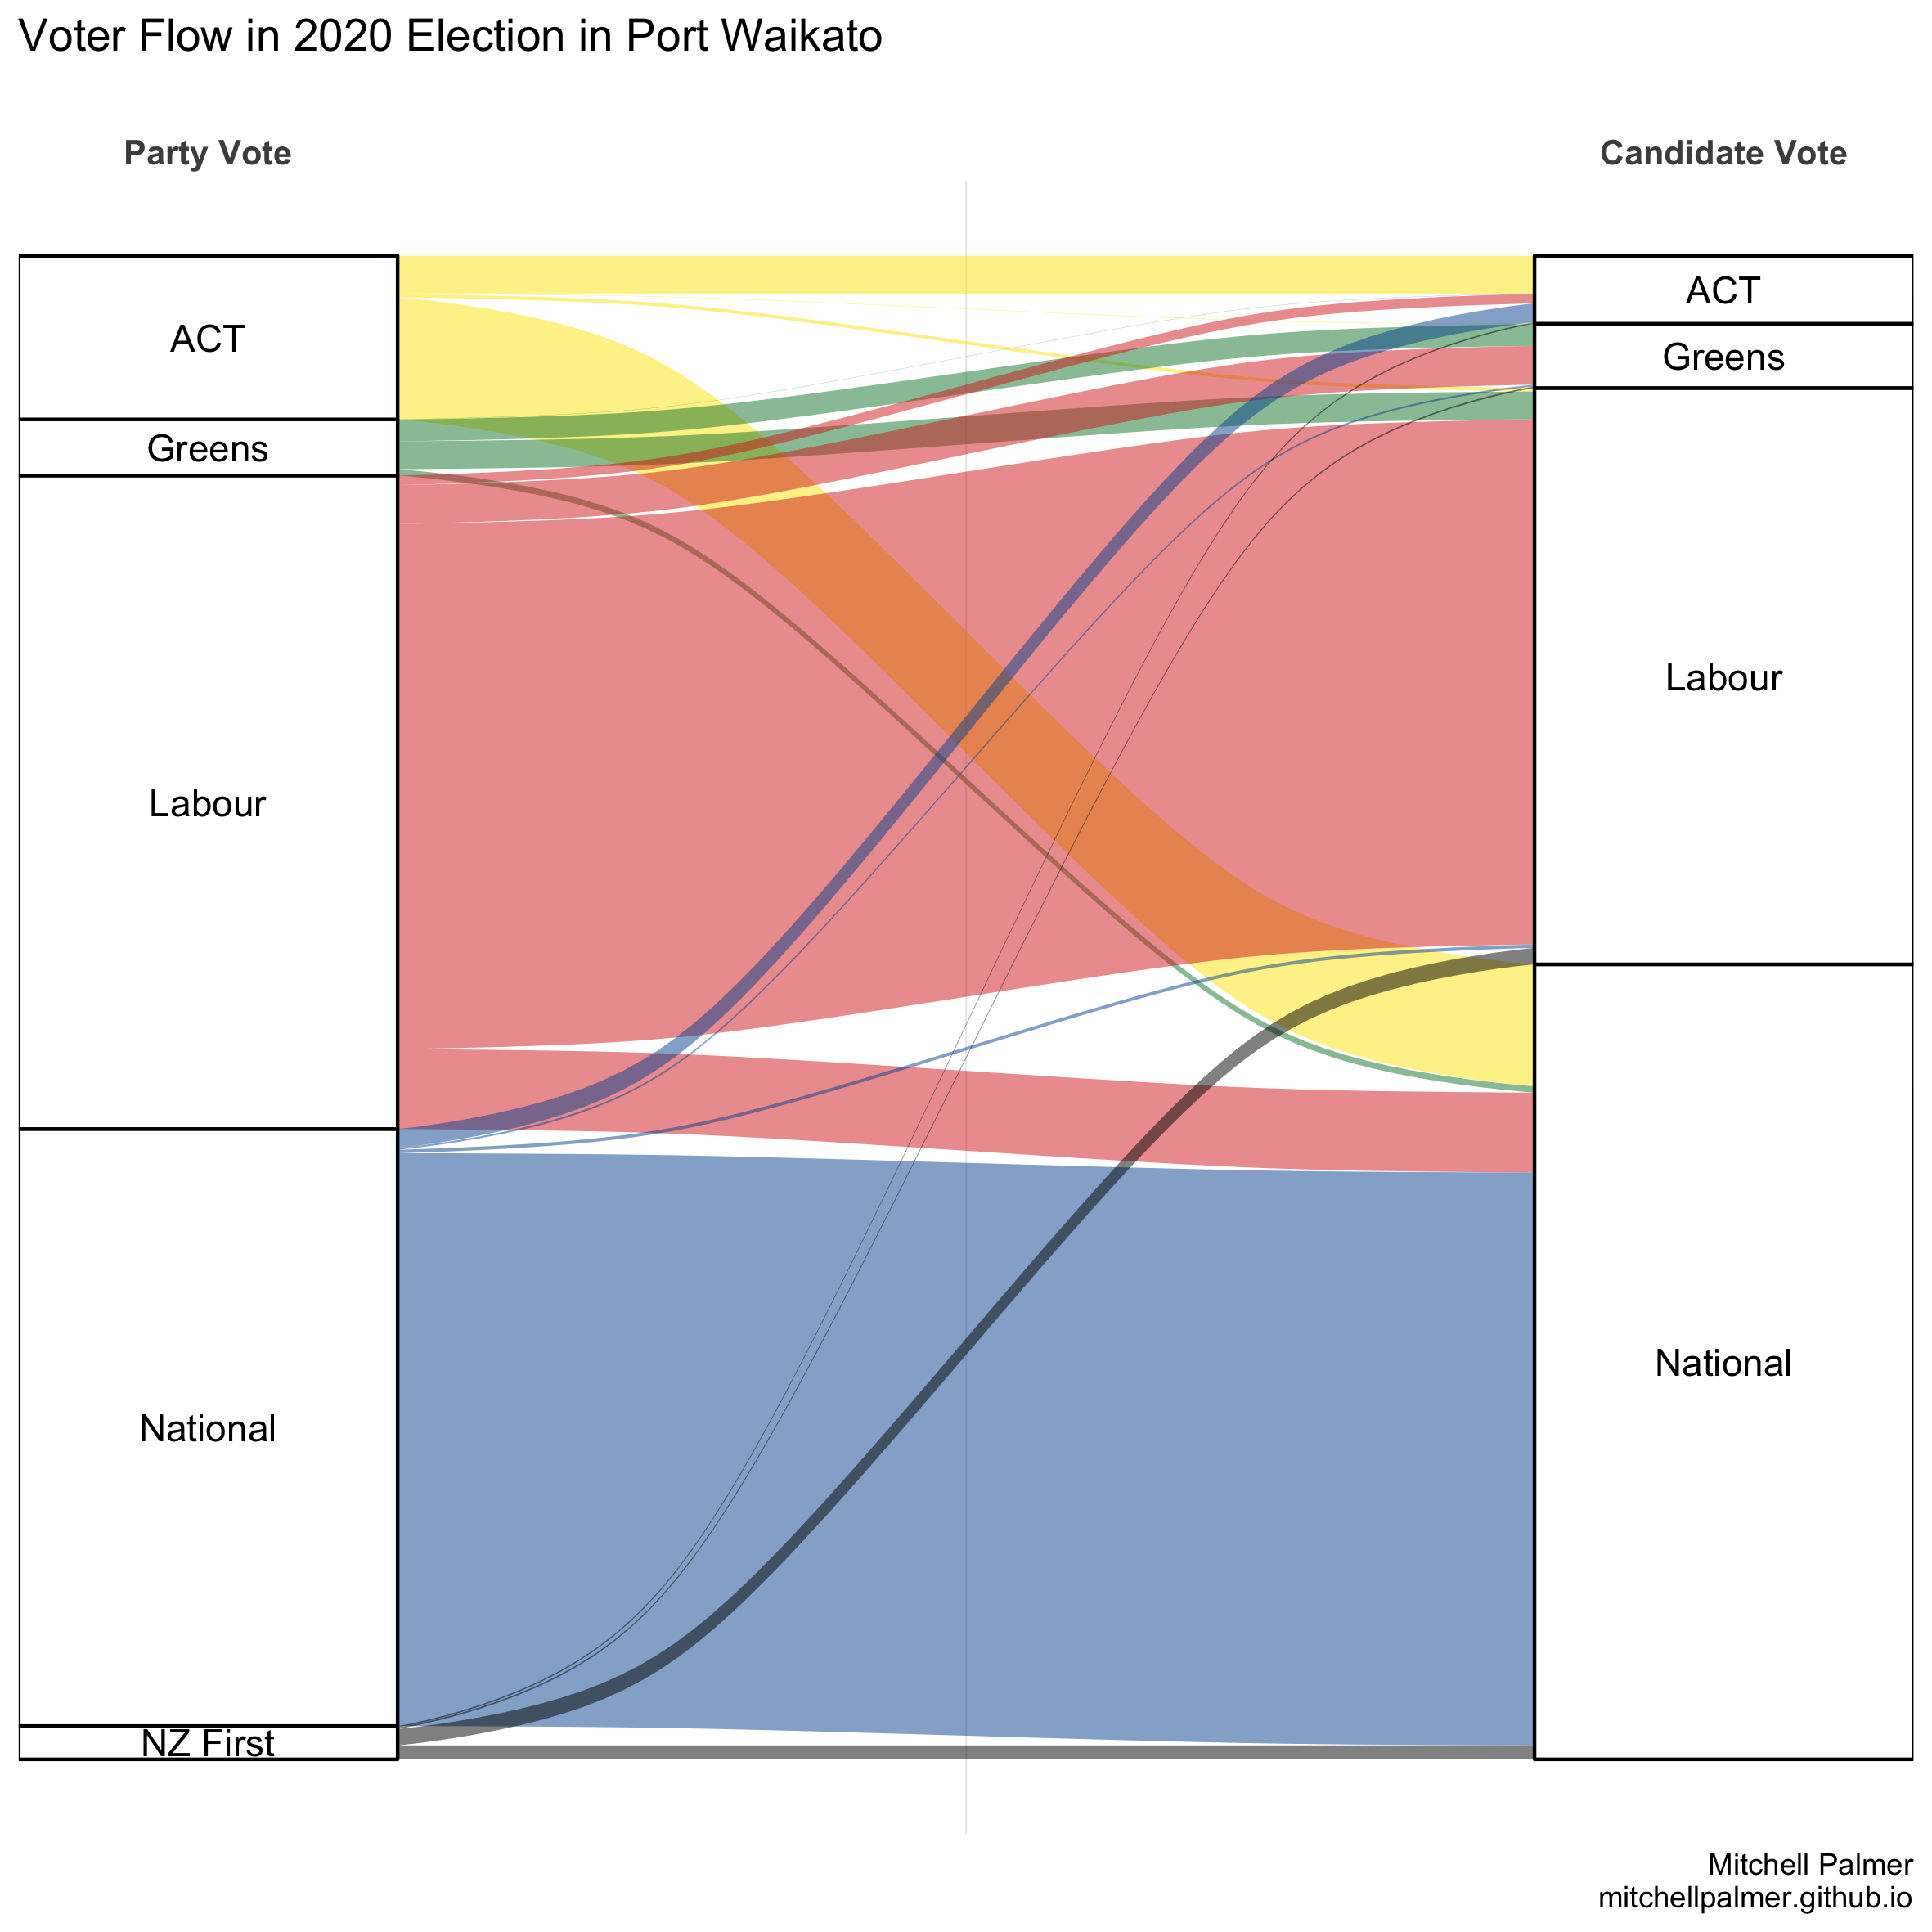 Voter Flow in 2020 Election in Port Waikato
Party Vote
Candidate Vote
ACT
Greens
Labour
National
NZ First
ACT
Greens
Labour
National
Mitchell Palmer
mitchellpalmer.github.io